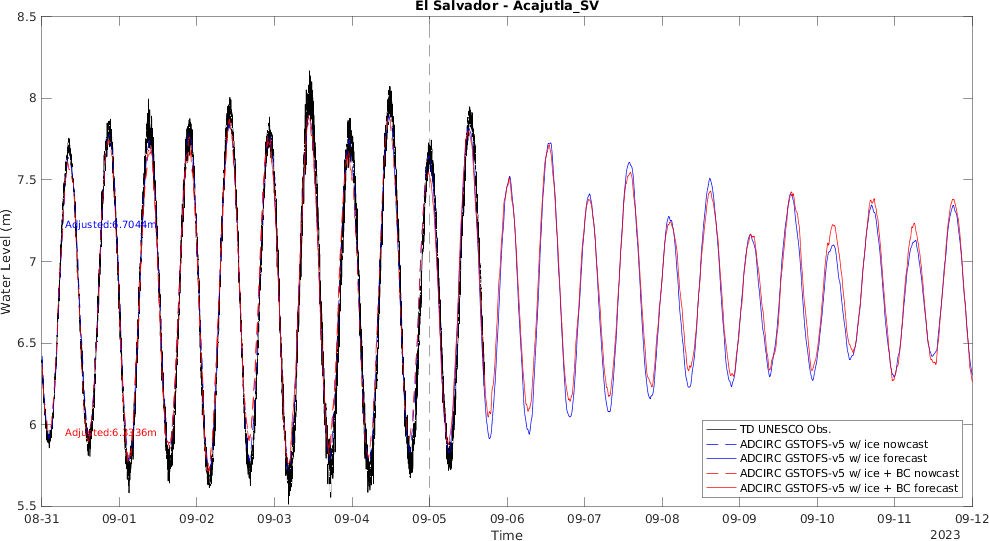 El Salvador - Acajutla_SV
8.5
8
7.5
7
6.5
6
5.5
Water Level (m)
Adjusted:6.7044m
Adjusted:6.3336m
TD UNESCO Obs.
ADCIRC GSTOFS-v5 w/ ice nowcast
ADCIRC GSTOFS-v5 w/ ice forecast
ADCIRC GSTOFS-v5 w/ ice + BC nowcast
ADCIRC GSTOFS-v5 w/ ice + BC forecast
08-31 09-01 09-02 09-03 09-04 09-05 09-06 09-07 09-08 09-09 09-10 09-11 09-12
Time
2023